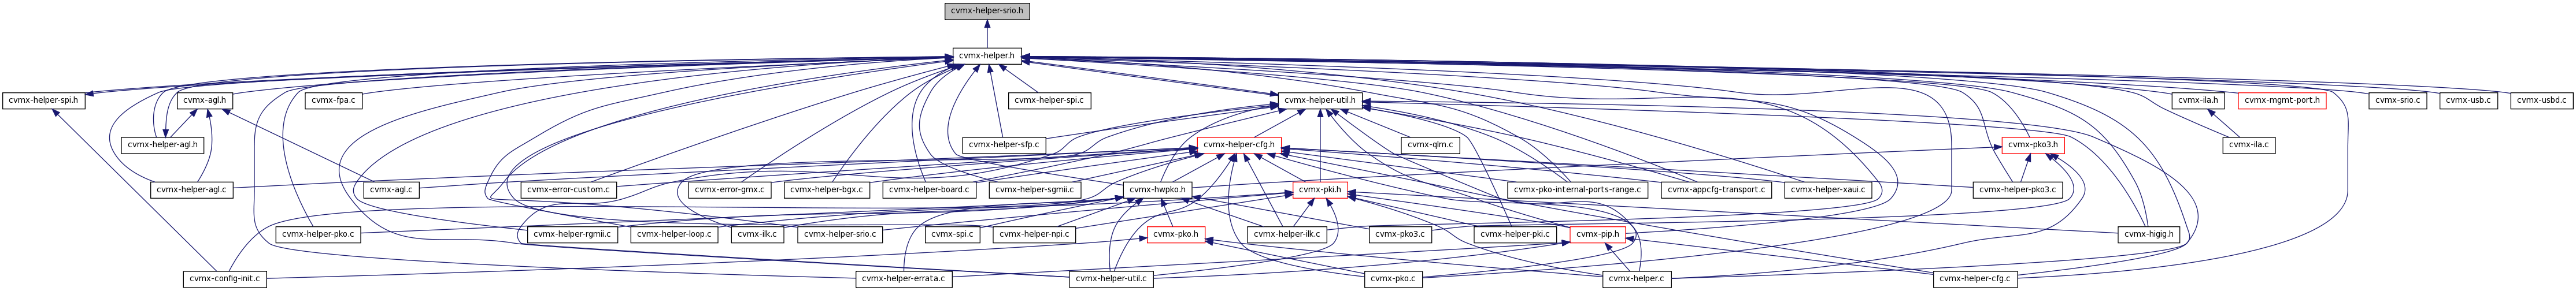 cvmx-helper-srio.h
cvmx-helper.h
cvmx-helper-spi.h
cvmx-agl.h
cvmx-fpa.c
cvmx-helper-spi.c
cvmx-helper-util.h
cvmx-ila.h
cvmx-mgmt-port.h
cvmx-srio.c
cvmx-usb.c
cvmx-usbd.c
cvmx-helper-agl.h
cvmx-helper-sfp.c
cvmx-helper-cfg.h
cvmx-qlm.c
cvmx-pko3.h
cvmx-ila.c
cvmx-helper-agl.c
cvmx-agl.c
cvmx-error-custom.c
cvmx-error-gmx.c
cvmx-helper-bgx.c
cvmx-helper-board.c
cvmx-helper-sgmii.c
cvmx-hwpko.h
cvmx-pki.h
cvmx-pko-internal-ports-range.c
cvmx-appcfg-transport.c
cvmx-helper-xaui.c
cvmx-helper-pko3.c
cvmx-helper-pko.c
cvmx-helper-rgmii.c
cvmx-helper-loop.c
cvmx-ilk.c
cvmx-helper-srio.c
cvmx-spi.c
cvmx-helper-npi.c
cvmx-pko.h
cvmx-helper-ilk.c
cvmx-pko3.c
cvmx-helper-pki.c
cvmx-pip.h
cvmx-higig.h
cvmx-config-init.c
cvmx-helper-errata.c
cvmx-helper-util.c
cvmx-pko.c
cvmx-helper.c
cvmx-helper-cfg.c